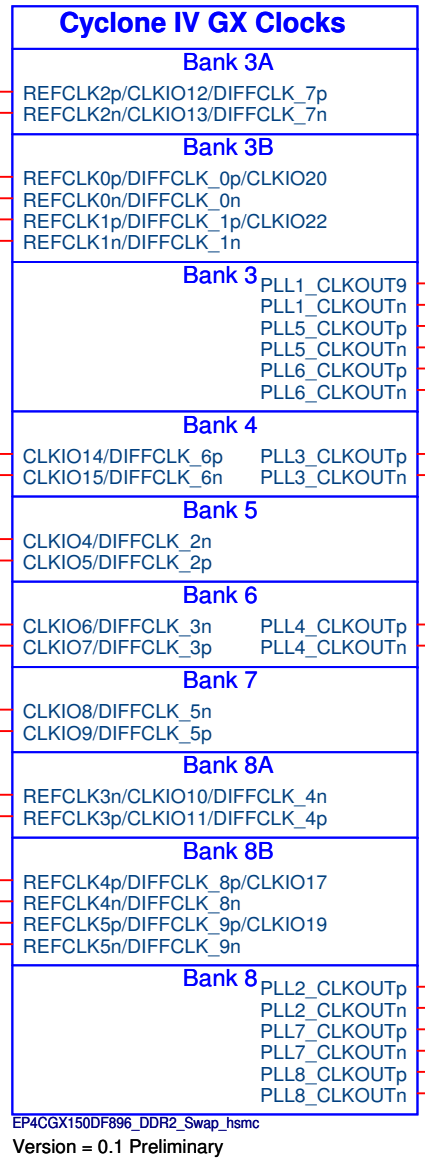 Cyclone IV GX Clocks
Bank 3A
REFCLK2p/CLKIO12/DIFFCLK_7p
REFCLK2n/CLKIO13/DIFFCLK_7n
Bank 3B
REFCLK0p/DIFFCLK_0p/CLKIO20
REFCLK0n/DIFFCLK_0n
REFCLK1p/DIFFCLK_1p/CLKIO22
REFCLK1n/DIFFCLK_1n
Bank 3
PLL1_CLKOUT9
PLL1_CLKOUTn
PLL5_CLKOUTp
PLL5_CLKOUTn
PLL6_CLKOUTp
PLL6_CLKOUTn
Bank 4
CLKIO14/DIFFCLK_6p PLL3_CLKOUTp
CLKIO15/DIFFCLK_6n PLL3_CLKOUTn
Bank 5
CLKIO4/DIFFCLK_2n
CLKIO5/DIFFCLK_2p
Bank 6
CLKIO6/DIFFCLK_3n PLL4_CLKOUTp
CLKIO7/DIFFCLK_3p PLL4_CLKOUTn
Bank 7
CLKIO8/DIFFCLK_5n
CLKIO9/DIFFCLK_5p
Bank 8A
REFCLK3n/CLKIO10/DIFFCLK_4n
REFCLK3p/CLKIO11/DIFFCLK_4p
Bank 8B
REFCLK4p/DIFFCLK_8p/CLKIO17
REFCLK4n/DIFFCLK_8n
REFCLK5p/DIFFCLK_9p/CLKIO19
REFCLK5n/DIFFCLK_9n
Bank 8
PLL2_CLKOUTp
PLL2_CLKOUTn
PLL7_CLKOUTp
PLL7_CLKOUTn
PLL8_CLKOUTp
PLL8_CLKOUTn
EP4CGX150DF896_DDR2_Swap_hsmc
Version = 0.1 Preliminary